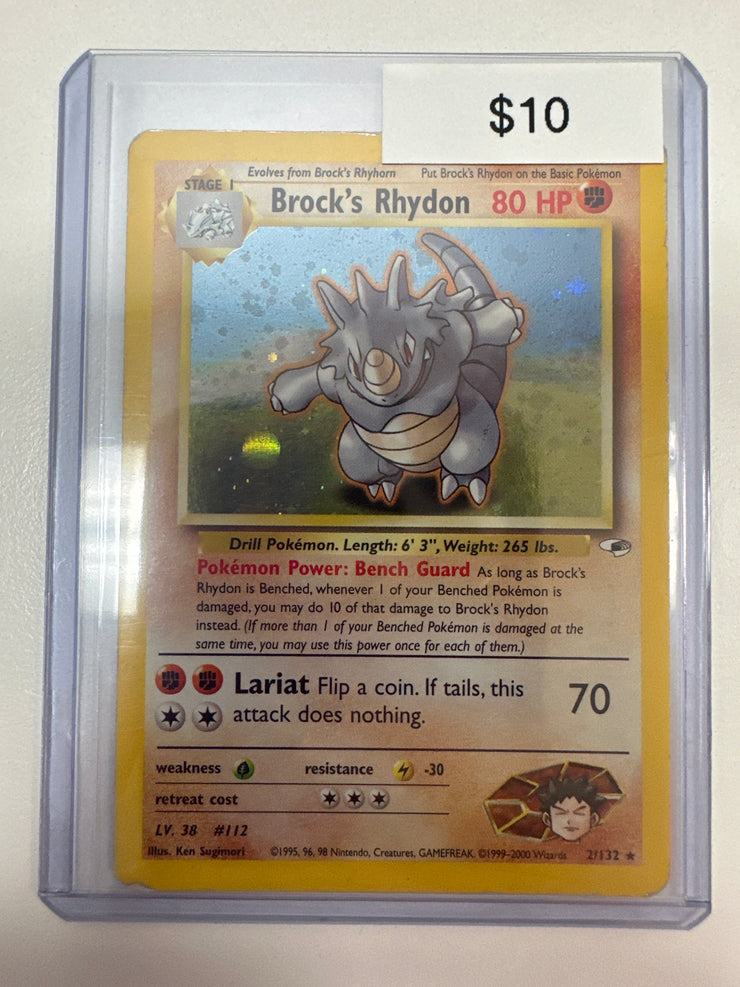 $10
Evolves from Brock's Rhyhorn Put Brock's Rhydon on the Basic Pokémon
STAGE 1
Brock's Rhydon 80 HP
Drill Pokémon. Length: 6' 3", Weight: 265 lbs.
Pokémon Power: Bench Guard As long as Brock's
Rhydon is Benched, whenever 1 of your Benched Pokémon is
damaged, you may do 10 of that damage to Brock's Rhydon
instead. (If more than 1 of your Benched Pokémon is damaged at the
same time, you may use this power once for each of them.)
Lariat Flip a coin. If tails, this 70
attack does nothing.
weakness resistance -30
retreat cost
LV. 38 #112
Illus. Ken Sugimori ©1995, 96, 98 Nintendo, Creatures, GAMEFREAK. ©1999-2000 Wizards 2/132 ★